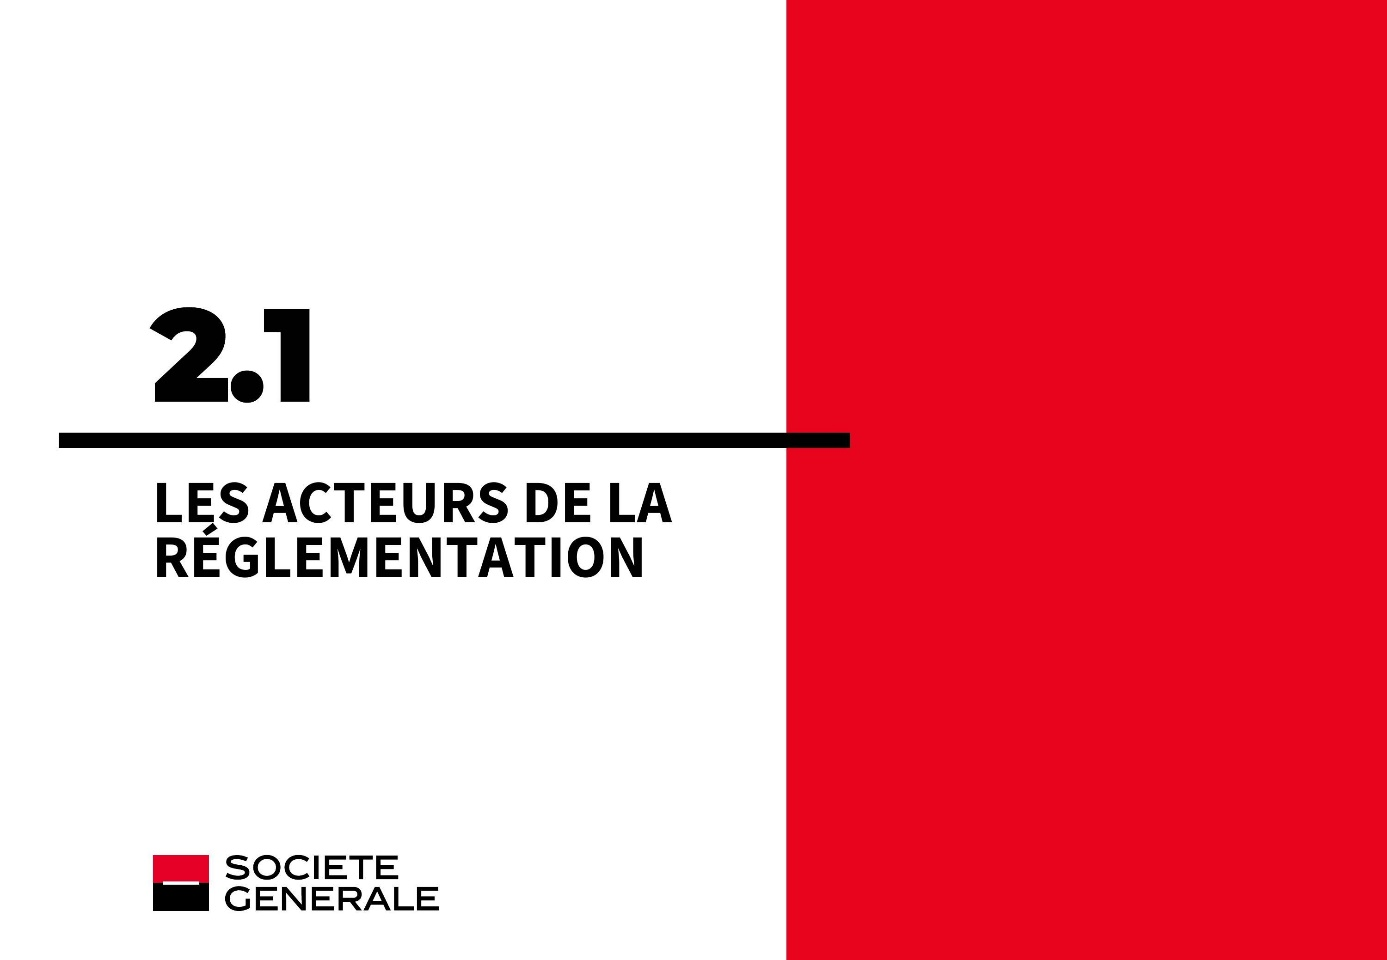 2.1
LES ACTEURS DE LA
RÉGLEMENTATION
SOCIETE
GENERALE